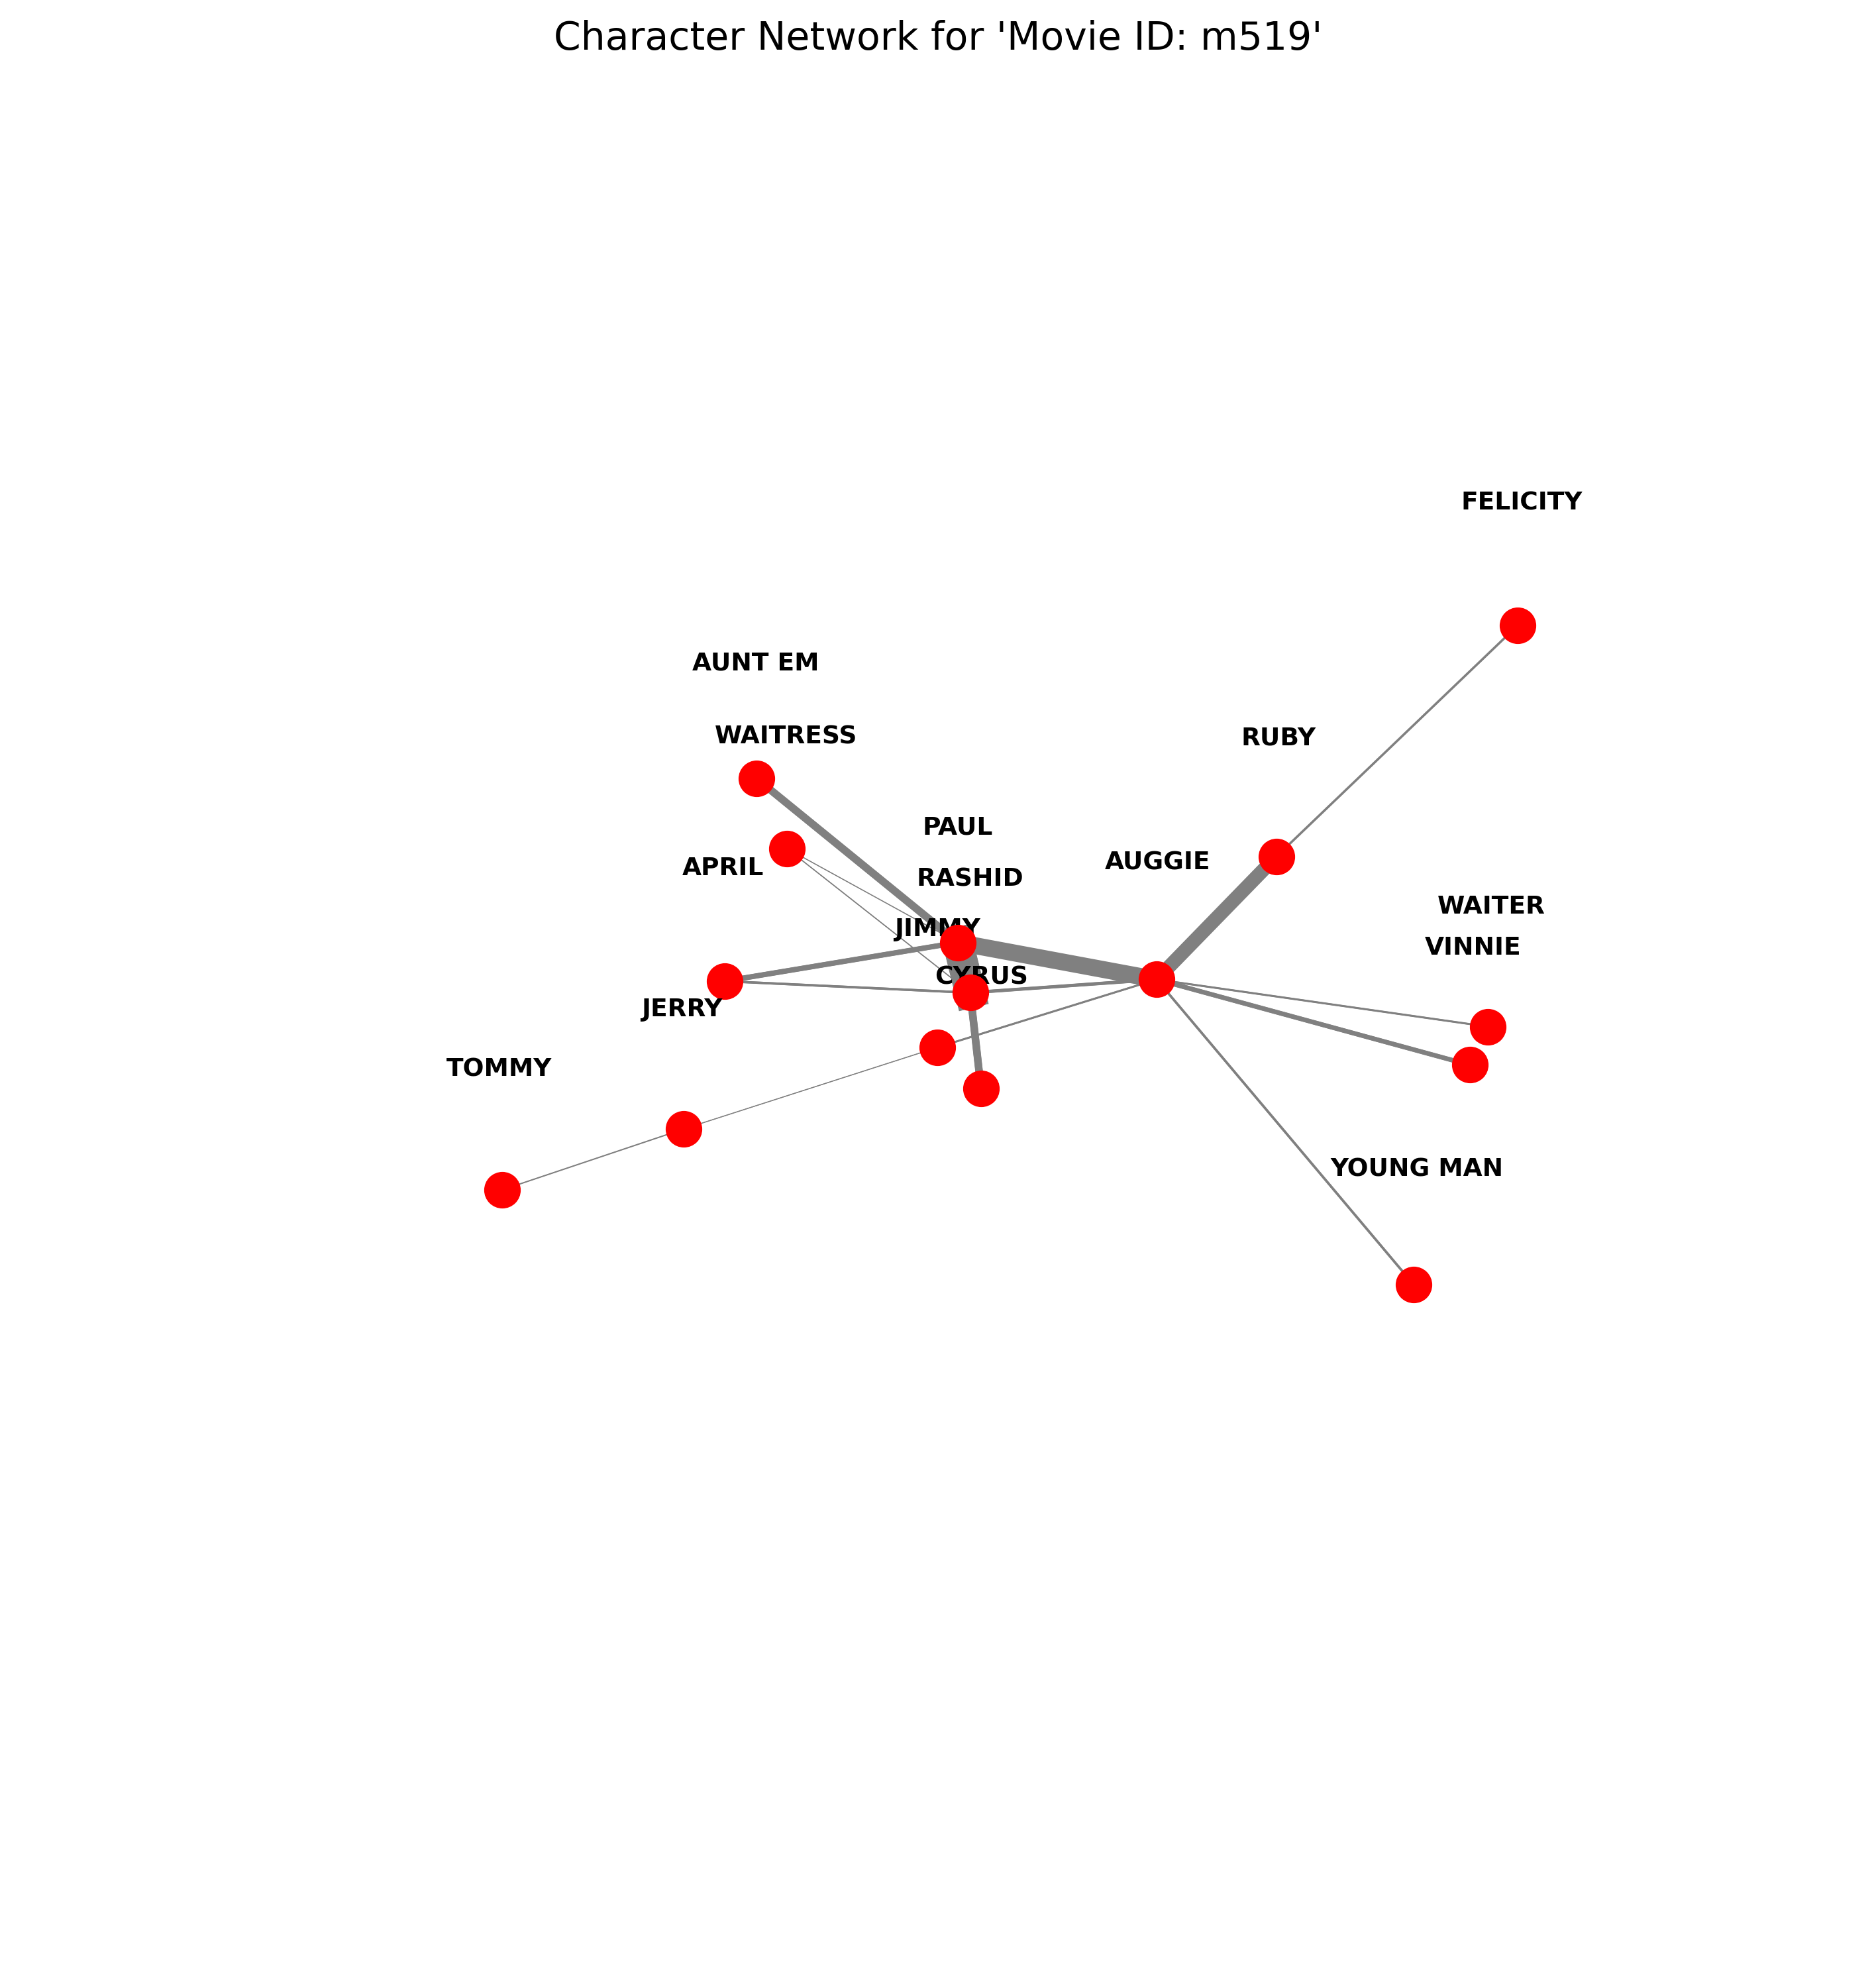 Character Network for 'Movie ID: m519'
FELICITY
AUNT EM
WAITRESS
RUBY
PAUL
AUGGIE
APRIL
RASHID
WAITER
JIMMY
VINNIE
CYRUS
JERRY
TOMMY
YOUNG MAN